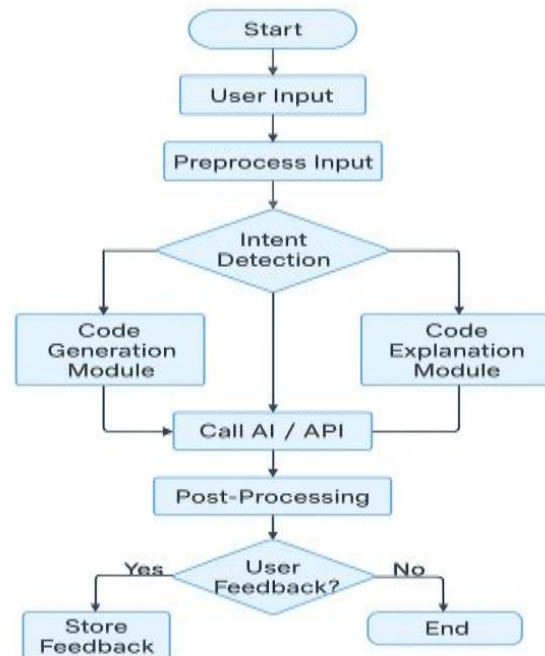 Start
User Input
Preprocess Input
Intent
Detection
Code
Generation
Module
Code
Explanation
Module
Call AI / API
Post-Processing
Yes
User
Feedback?
No
Store
Feedback
End